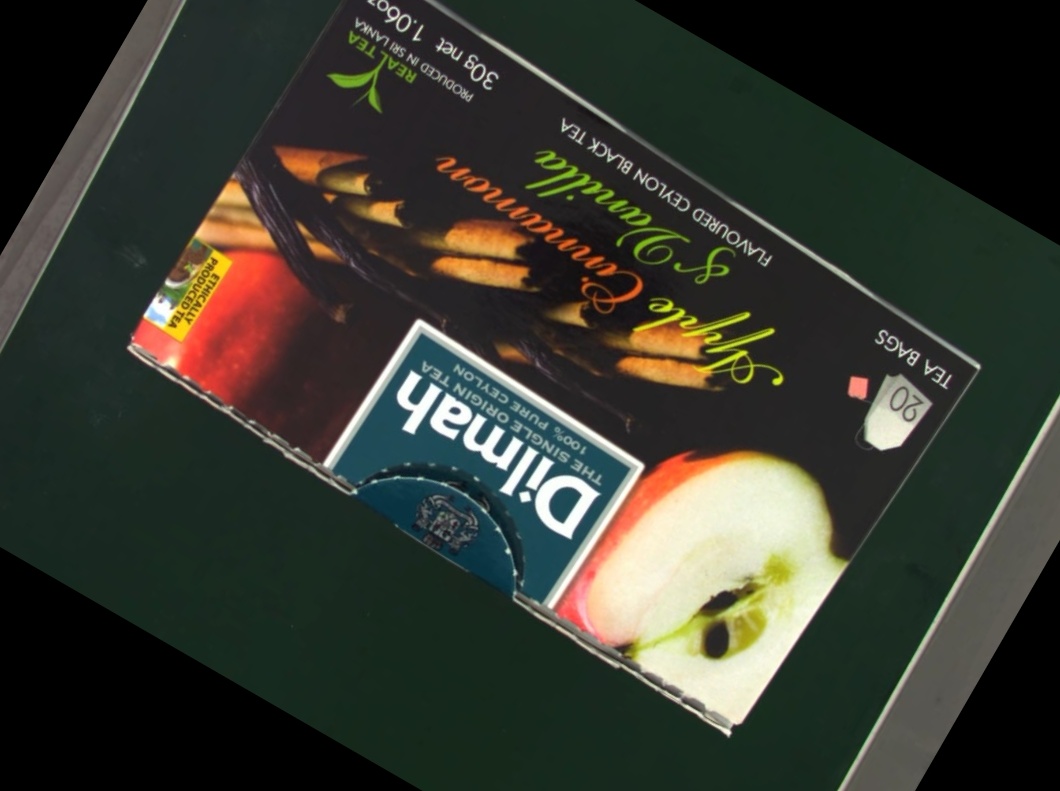 Dilmah
THE SINGLE ORIGIN TEA
100% PURE CEYLON
ETHICALLY
PRODUCED TEA
Apple Cinnamon
& Vanilla
FLAVOURED CEYLON BLACK TEA
20
TEA BAGS
REAL TEA
PRODUCED IN SRI LANKA
30g net 1.06oz